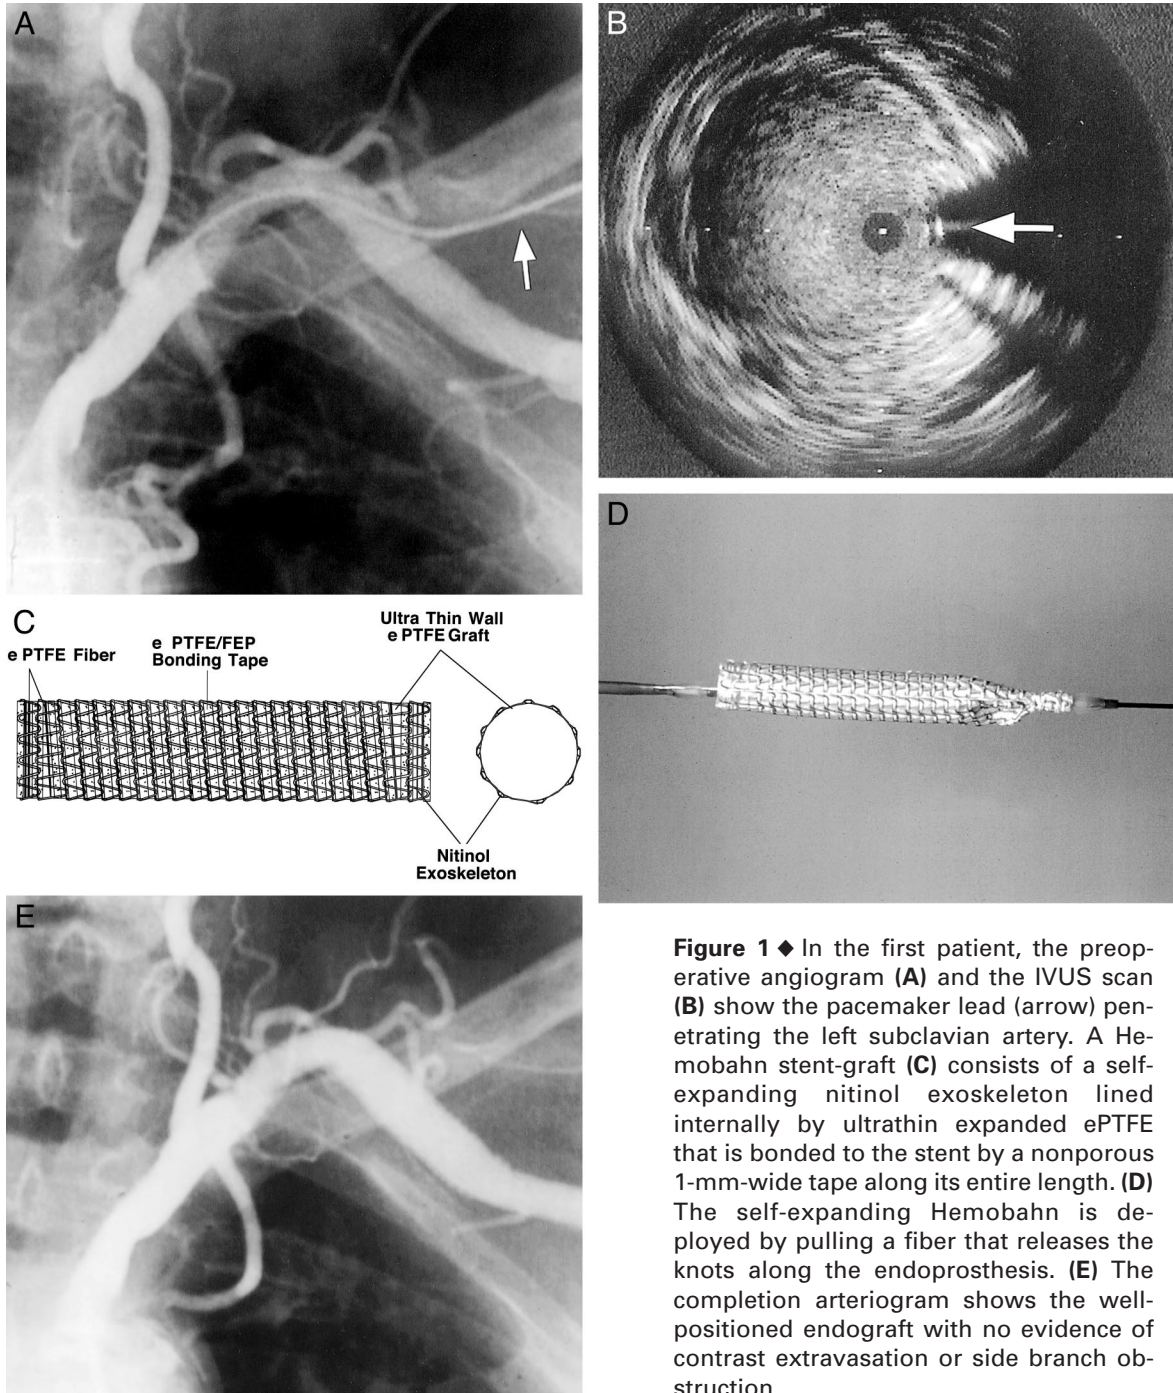 A
B
C
Ultra Thin Wall
e PTFE Graft
e PTFE Fiber
e PTFE/FEP
Bonding Tape
Nitinol
Exoskeleton
D
E
Figure 1 ◆ In the first patient, the preop-
erative angiogram (A) and the IVUS scan
(B) show the pacemaker lead (arrow) pen-
etrating the left subclavian artery. A He-
mobahn stent-graft (C) consists of a self-
expanding nitinol exoskeleton lined
internally by ultrathin expanded ePTFE
that is bonded to the stent by a nonporous
1-mm-wide tape along its entire length. (D)
The self-expanding Hemobahn is de-
ployed by pulling a fiber that releases the
knots along the endoprosthesis. (E) The
completion arteriogram shows the well-
positioned endograft with no evidence of
contrast extravasation or side branch ob-
struction